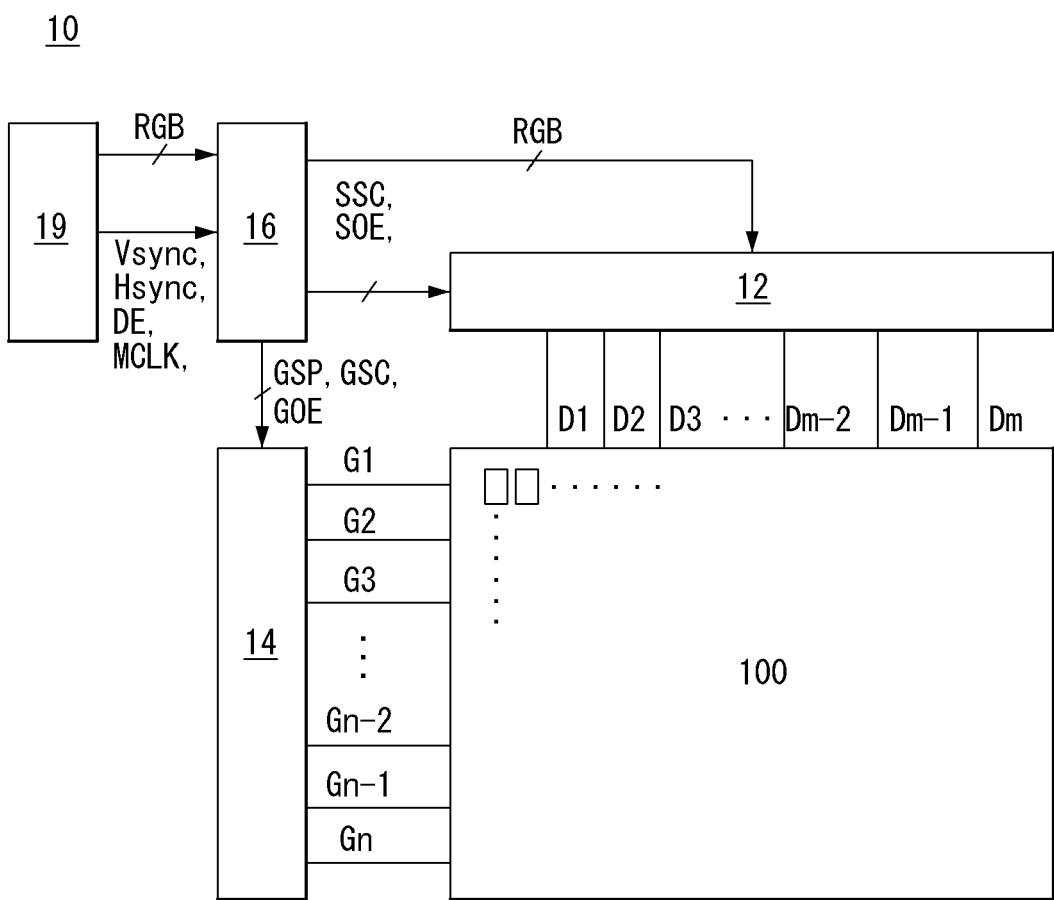 10
RGB
RGB
19
16
SSC,
SOE,
Vsync,
Hsync,
DE,
MCLK,
12
GSP, GSC,
GOE
D1 D2 D3 ··· Dm-2 Dm-1 Dm
G1
G2
G3
14
100
Gn-2
Gn-1
Gn